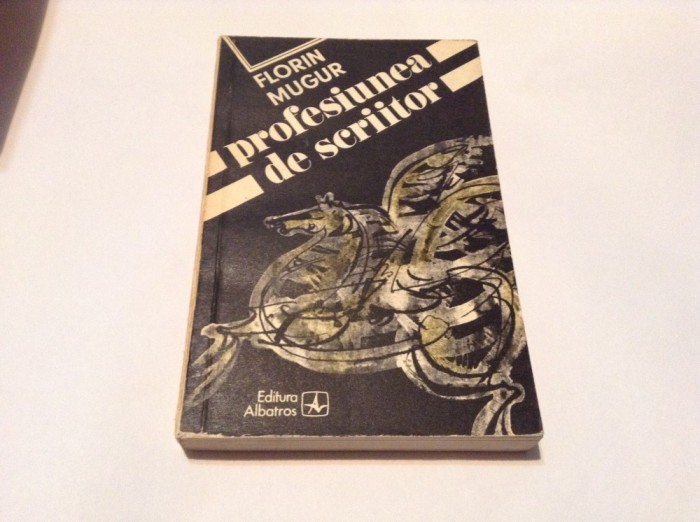 FLORIN
MUGUR
profesiunea
de scriitor
Editura
Albatros